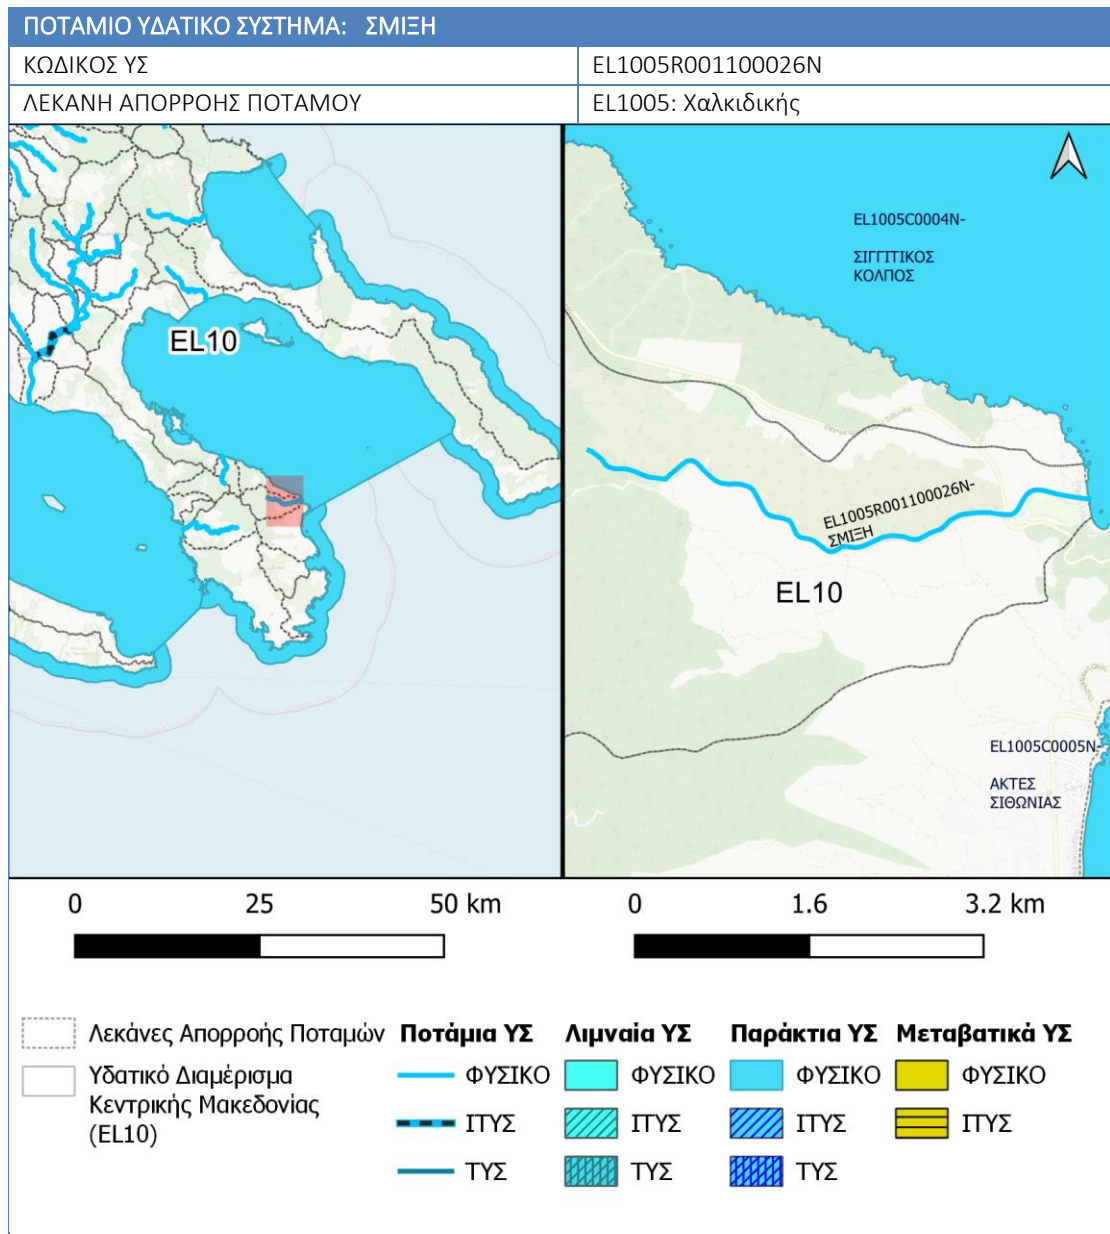 ΠΟΤΑΜΙΟ ΥΔΑΤΙΚΟ ΣΥΣΤΗΜΑ: ΣΜΙΞΗ
ΚΩΔΙΚΟΣ ΥΣ EL1005R001100026N
ΛΕΚΑΝΗ ΑΠΟΡΡΟΗΣ ΠΟΤΑΜΟΥ EL1005: Χαλκιδικής
EL10
EL1005C0004N-
ΣΙΓΓΙΤΙΚΟΣ
ΚΟΛΠΟΣ
EL1005R001100026N-
ΣΜΙΞΗ
EL10
EL1005C0005N-
ΑΚΤΕΣ
ΣΙΘΩΝΙΑΣ
0 25 50 km
0 1.6 3.2 km
Λεκάνες Απορροής Ποταμών
Υδατικό Διαμέρισμα
Κεντρικής Μακεδονίας
(EL10)
Ποτάμια ΥΣ
ΦΥΣΙΚΟ
ΙΤΥΣ
ΤΥΣ
Λιμναία ΥΣ
ΦΥΣΙΚΟ
ΙΤΥΣ
ΤΥΣ
Παράκτια ΥΣ
ΦΥΣΙΚΟ
ΙΤΥΣ
ΤΥΣ
Μεταβατικά ΥΣ
ΦΥΣΙΚΟ
ΙΤΥΣ